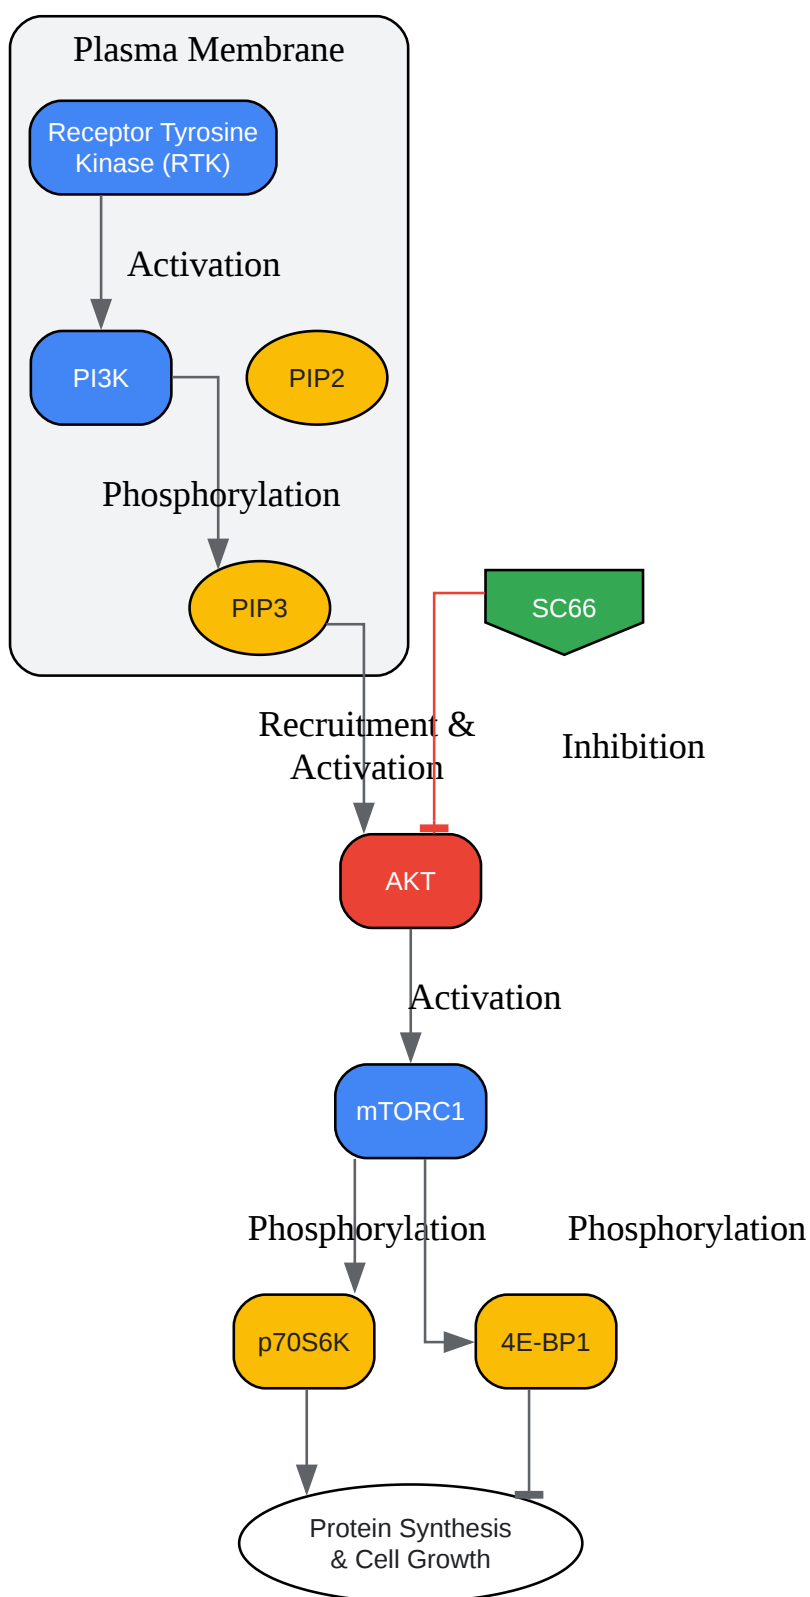 Plasma Membrane
Receptor Tyrosine
Kinase (RTK)
Activation
PI3K
PIP2
Phosphorylation
PIP3
SC66
Recruitment &
Activation
Inhibition
AKT
Activation
mTORC1
Phosphorylation
Phosphorylation
p70S6K
4E-BP1
Protein Synthesis
& Cell Growth